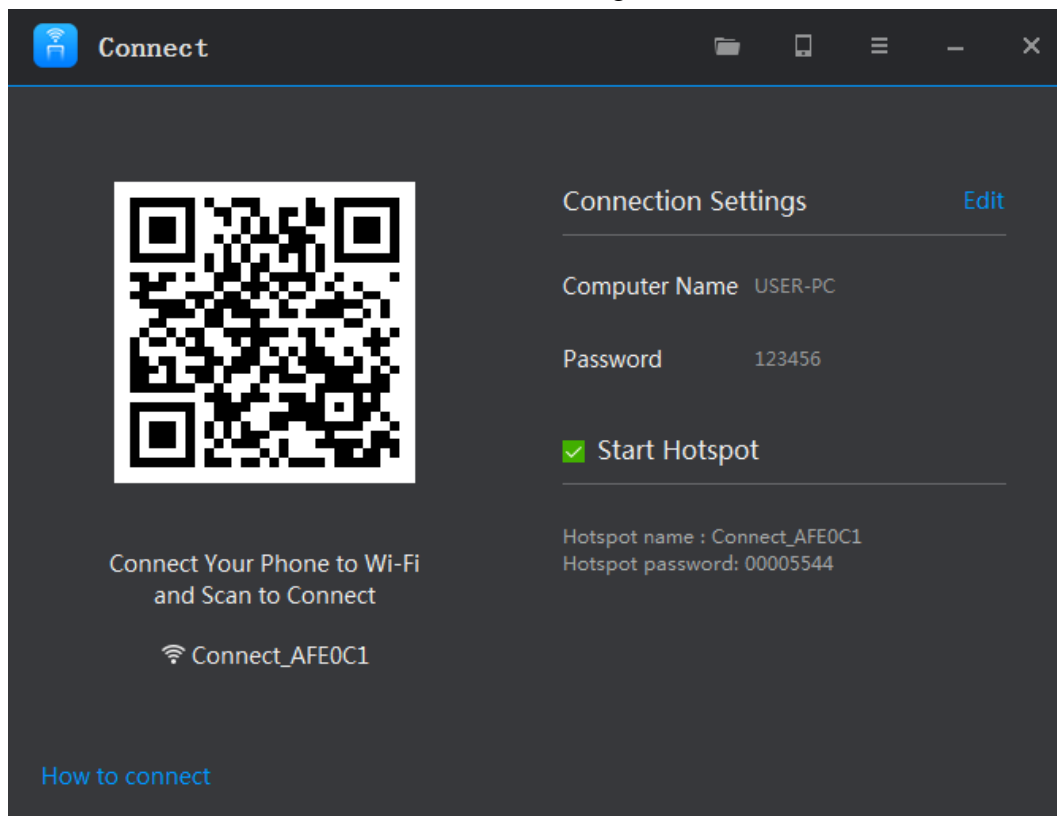 Connect
Connection Settings Edit
Computer Name USER-PC
Password 123456
Start Hotspot
Hotspot name : Connect_AFE0C1
Hotspot password: 00005544
Connect Your Phone to Wi-Fi
and Scan to Connect
Connect_AFE0C1
How to connect